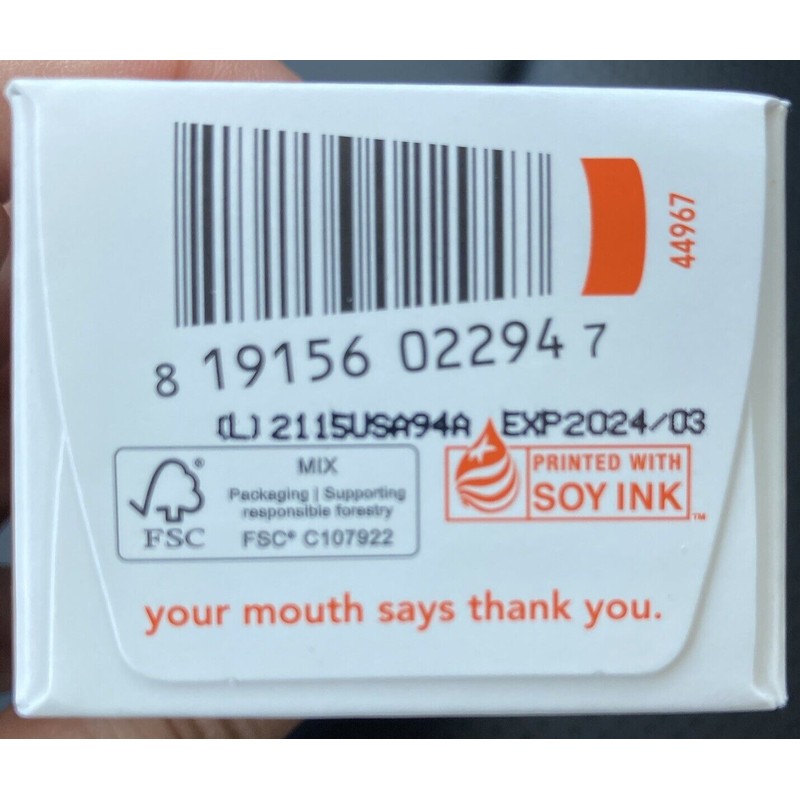 44967
8 19156 02294 7
(L) 2115USA94A EXP2024/03
FSC®
MIX
Packaging | Supporting
responsible forestry
FSC® C107922
PRINTED WITH
SOY INK™
your mouth says thank you.